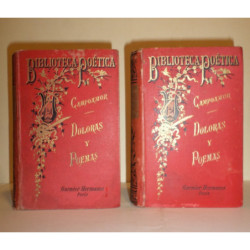 BIBLIOTECA POÉTICA
CAMPOAMOR
DOLORAS
Y
POEMAS
BIBLIOTECA POÉTICA
CAMPOAMOR
DOLORAS
Y
POEMAS